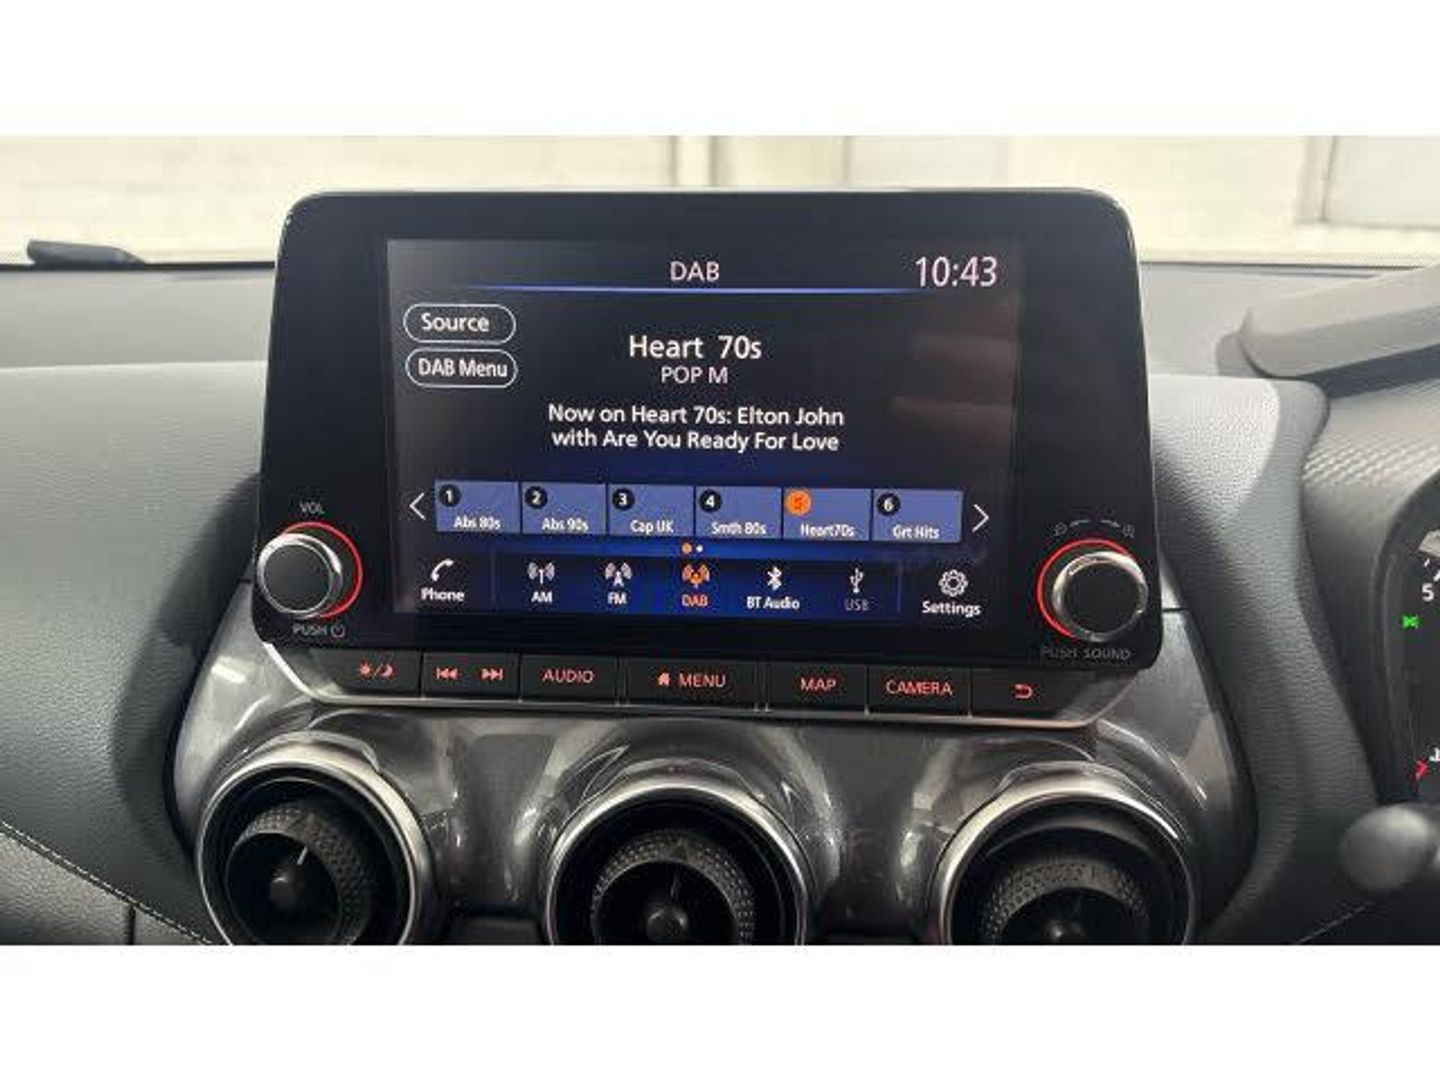 DAB
10:43
Source
DAB Menu
Heart 70s
POP M
Now on Heart 70s: Elton John
with Are You Ready For Love
1 2 3 4 5 6
Abs 80s Abs 90s Cap UK Smth 80s Heart70s Grt Hits
Phone AM FM DAB BT Audio USB Settings
VOL
PUSH
PUSH SOUND
AUDIO MENU MAP CAMERA
5